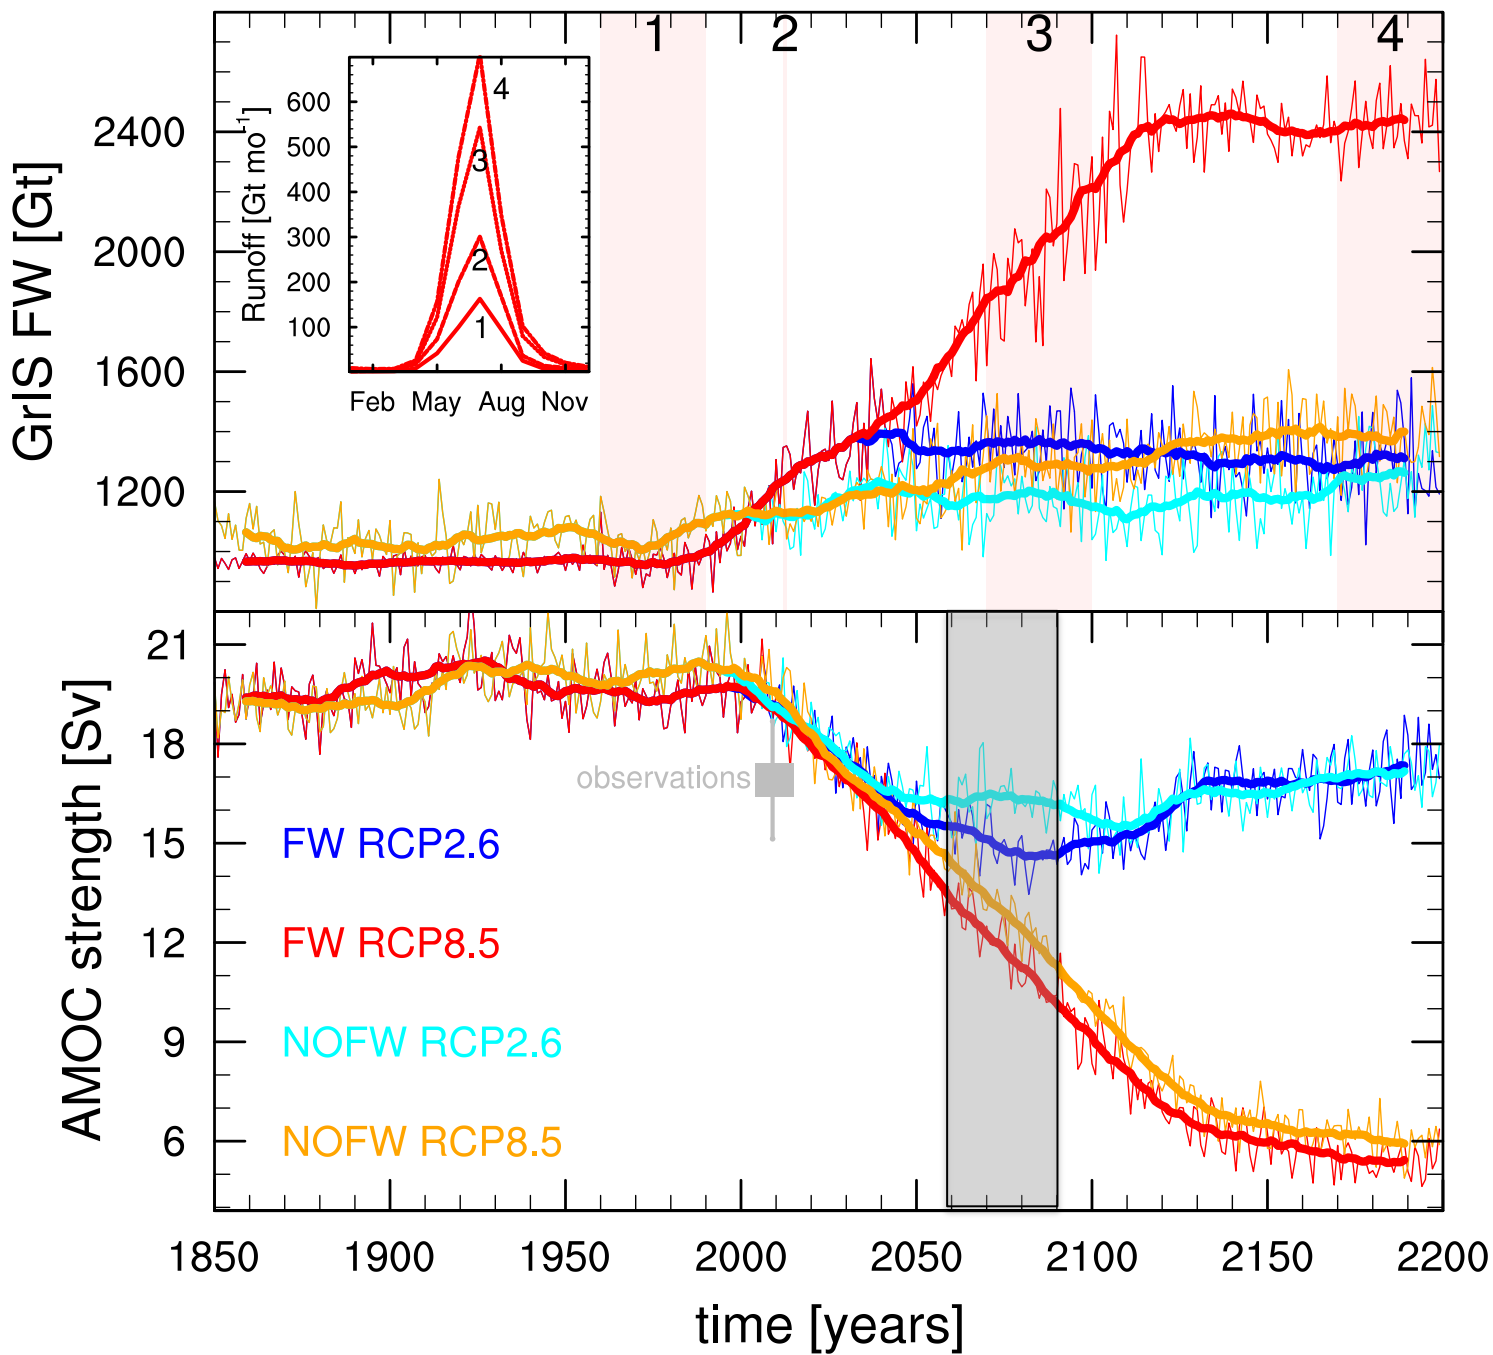 1 2 3 4
GrIS FW [Gt]
2400
2000
1600
1200
Runoff [Gt mo⁻¹]
600
500
400
300
200
100
4
3
2
1
Feb May Aug Nov
AMOC strength [Sv]
21
18
15
12
9
6
observations
FW RCP2.6
FW RCP8.5
NOFW RCP2.6
NOFW RCP8.5
1850 1900 1950 2000 2050 2100 2150 2200
time [years]